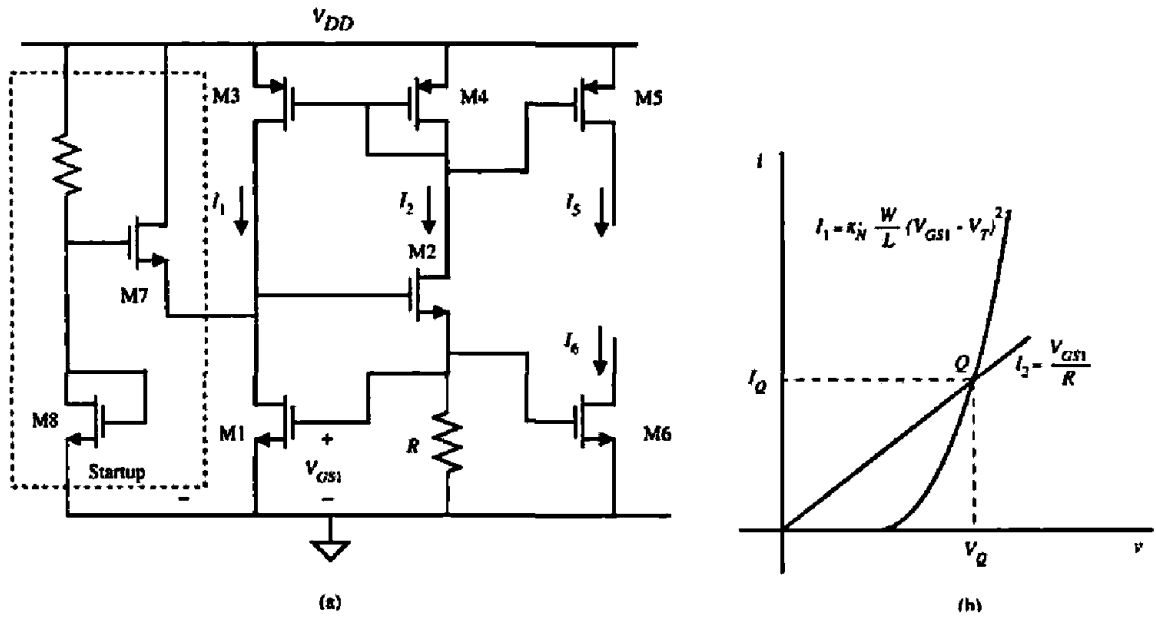 V_DD
M3
M4
M5
I_1
I_2
I_5
M2
M7
I_6
M8
M1
+
V_GS1
−
R
M6
Startup
−
(a)
i
I_1 = K'_N W/L (V_GS1 - V_T)^2
Q
I_2 = V_GS1/R
I_Q
V_Q
v
(b)